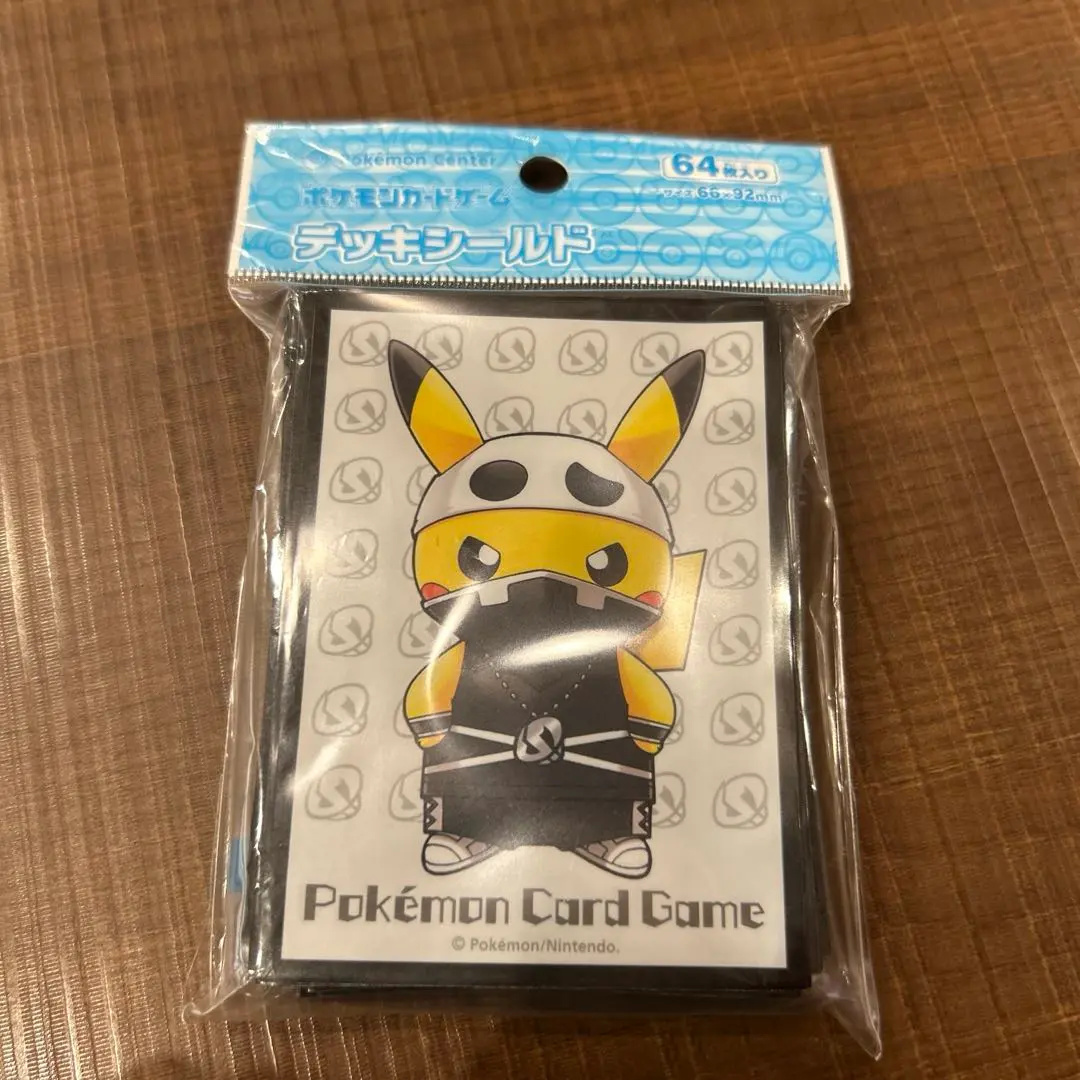 Pokémon Center
ポケモンカードゲーム
デッキシールド
64枚入り
サイズ 66×92mm
Pokémon Card Game
© Pokémon/Nintendo.